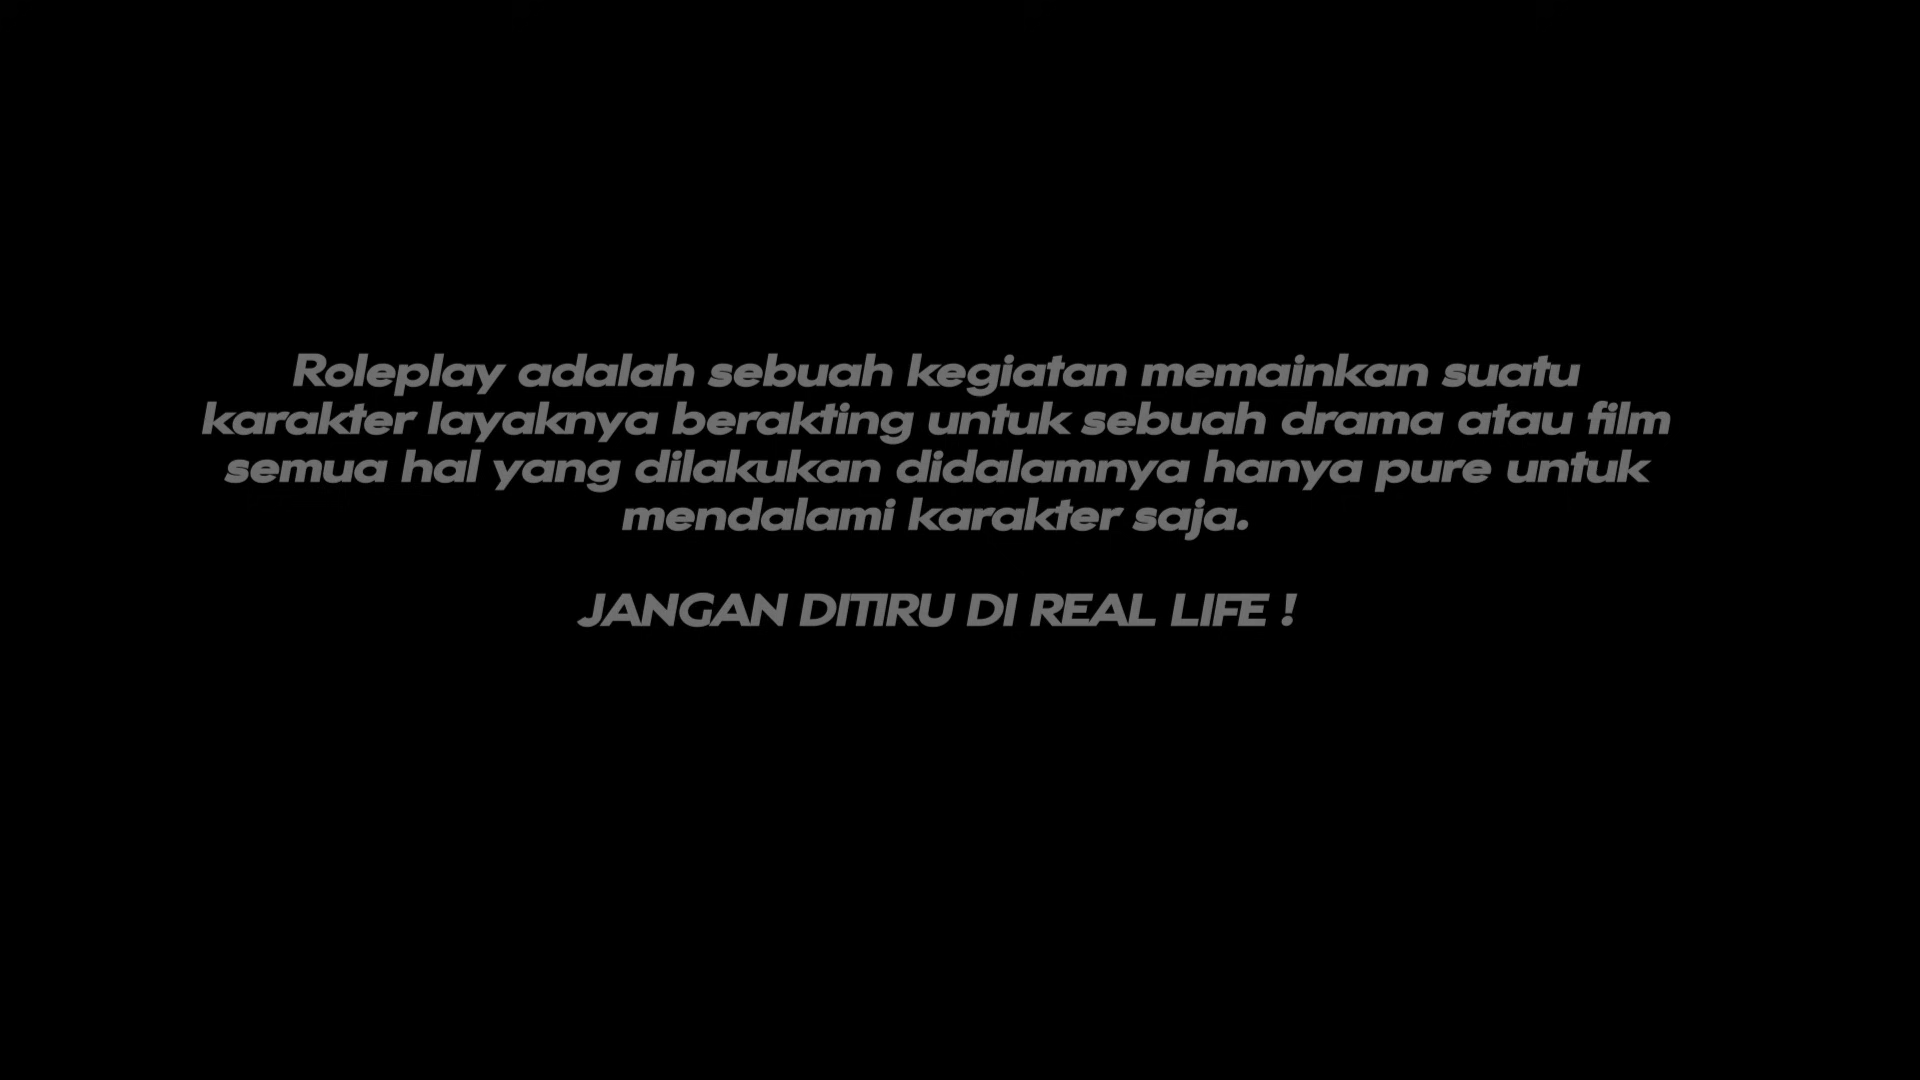 Roleplay adalah sebuah kegiatan memainkan suatu
karakter layaknya berakting untuk sebuah drama atau film
semua hal yang dilakukan didalamnya hanya pure untuk
mendalami karakter saja.
JANGAN DITIRU DI REAL LIFE !